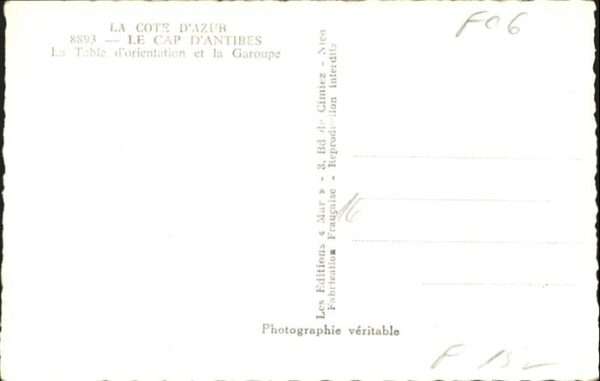 LA COTE D'AZUR
8893 — LE CAP D'ANTIBES
La Table d'orientation et la Garoupe
Les Editions « Mar » - 3, Bd de Cimiez - Nice
Fabrication Française - Reproduction interdite
16
Photographie véritable